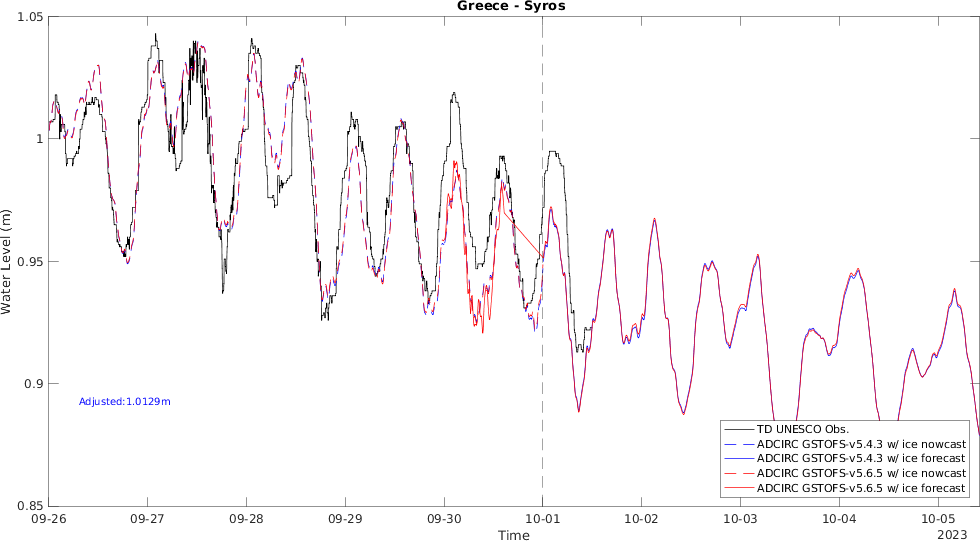 Greece - Syros
1.05
1
0.95
0.9
0.85
Water Level (m)
Adjusted:1.0129m
TD UNESCO Obs.
ADCIRC GSTOFS-v5.4.3 w/ ice nowcast
ADCIRC GSTOFS-v5.4.3 w/ ice forecast
ADCIRC GSTOFS-v5.6.5 w/ ice nowcast
ADCIRC GSTOFS-v5.6.5 w/ ice forecast
09-26 09-27 09-28 09-29 09-30 10-01 10-02 10-03 10-04 10-05
Time
2023